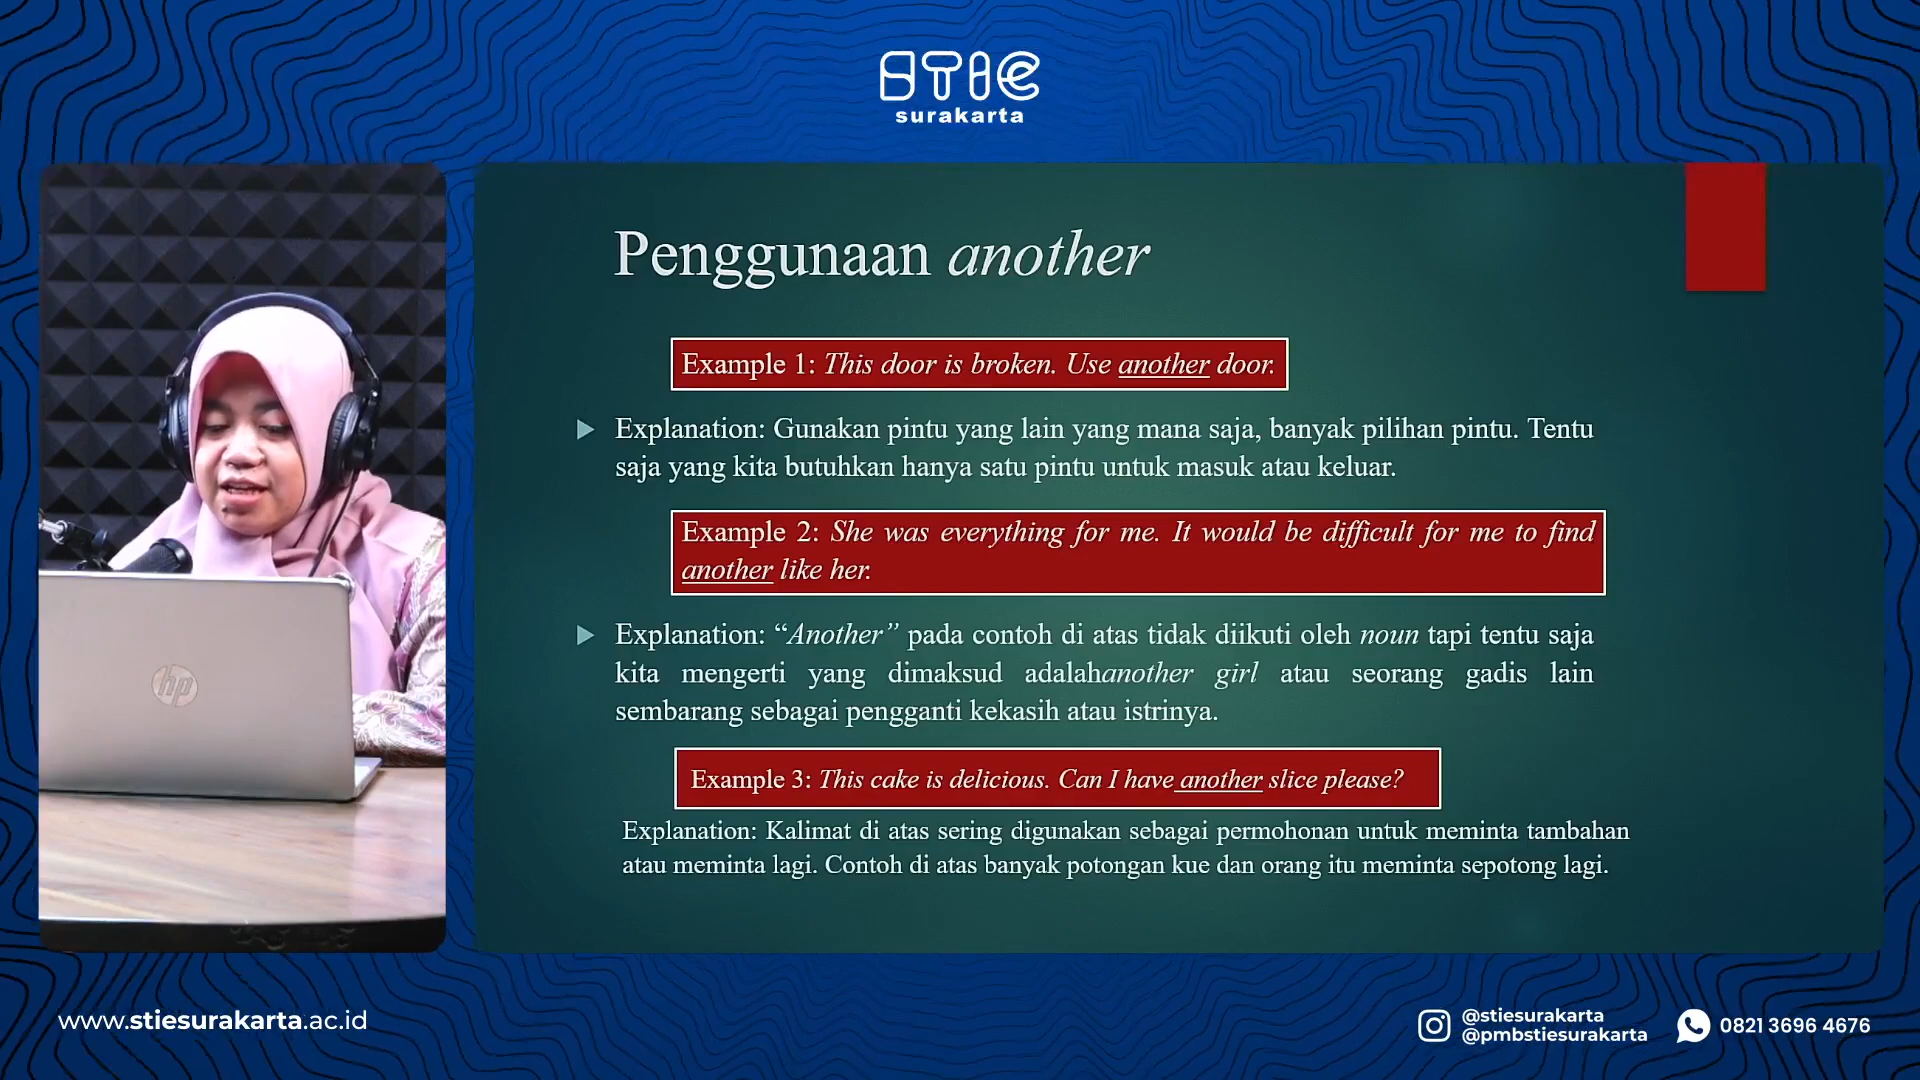 STIE
surakarta
Penggunaan another
Example 1: This door is broken. Use another door.
Explanation: Gunakan pintu yang lain yang mana saja, banyak pilihan pintu. Tentu
saja yang kita butuhkan hanya satu pintu untuk masuk atau keluar.
Example 2: She was everything for me. It would be difficult for me to find
another like her.
Explanation: “Another” pada contoh di atas tidak diikuti oleh noun tapi tentu saja
kita mengerti yang dimaksud adalahanother girl atau seorang gadis lain
sembarang sebagai pengganti kekasih atau istrinya.
Example 3: This cake is delicious. Can I have another slice please?
Explanation: Kalimat di atas sering digunakan sebagai permohonan untuk meminta tambahan
atau meminta lagi. Contoh di atas banyak potongan kue dan orang itu meminta sepotong lagi.
hp
www.stiesurakarta.ac.id
@stiesurakarta
@pmbstiesurakarta
0821 3696 4676